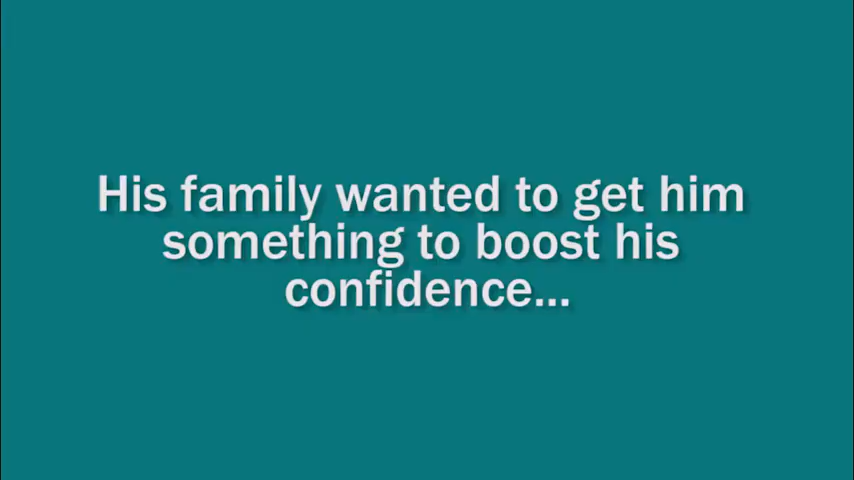 His family wanted to get him
something to boost his
confidence...